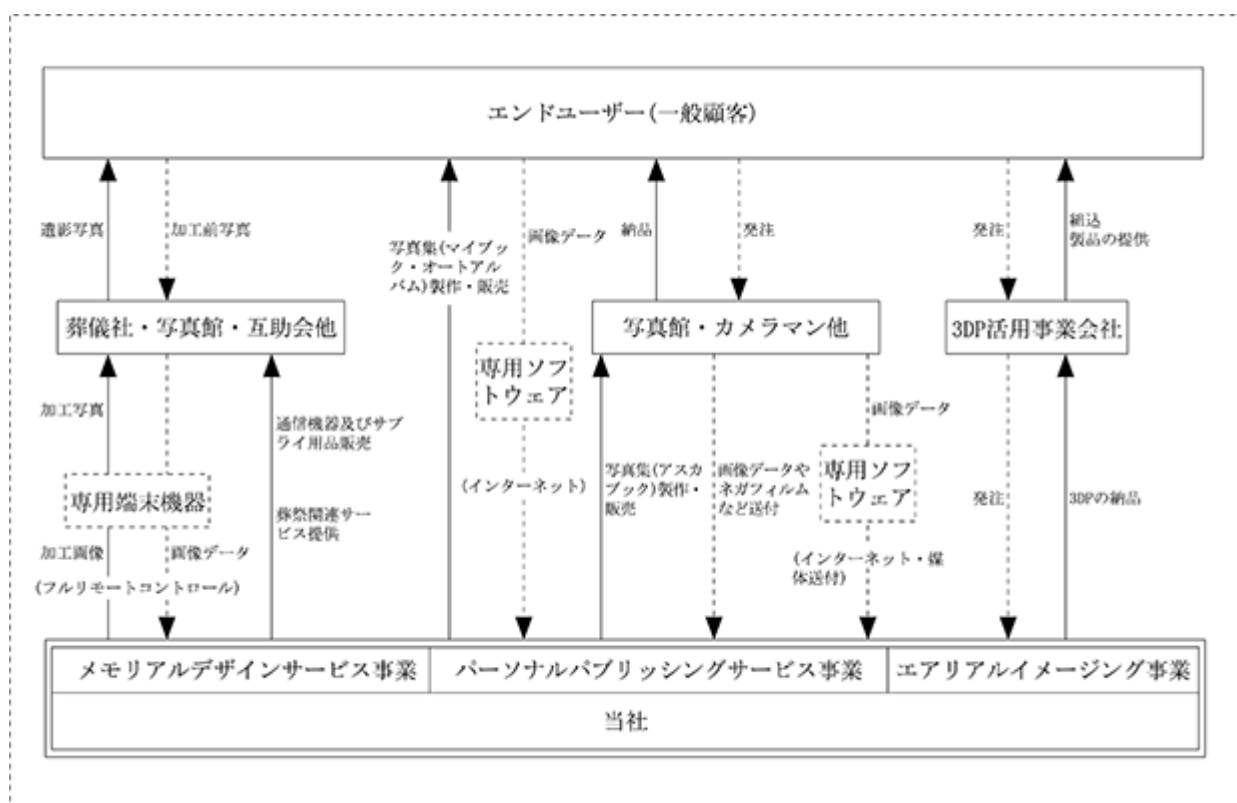 エンドユーザー(一般顧客)
遺影写真
加工前写真
写真集(マイブッ
ク・オートアル
バム)製作・販売
画像データ
納品
発注
発注
組込
製品の提供
葬儀社・写真館・互助会他
写真館・カメラマン他
3DP活用事業会社
専用ソフ
トウェア
加工写真
通信機器及びサプ
ライ用品販売
画像データ
専用端末機器
(インターネット)
写真集(アスカ
ブック)製作・
販売
画像データや
ネガフィルム
など送付
専用ソフ
トウェア
発注
3DPの納品
葬祭関連サー
ビス提供
加工画像
画像データ
(フルリモートコントロール)
(インターネット・媒
体送付)
メモリアルデザインサービス事業
パーソナルパブリッシングサービス事業
エアリアルイメージング事業
当社